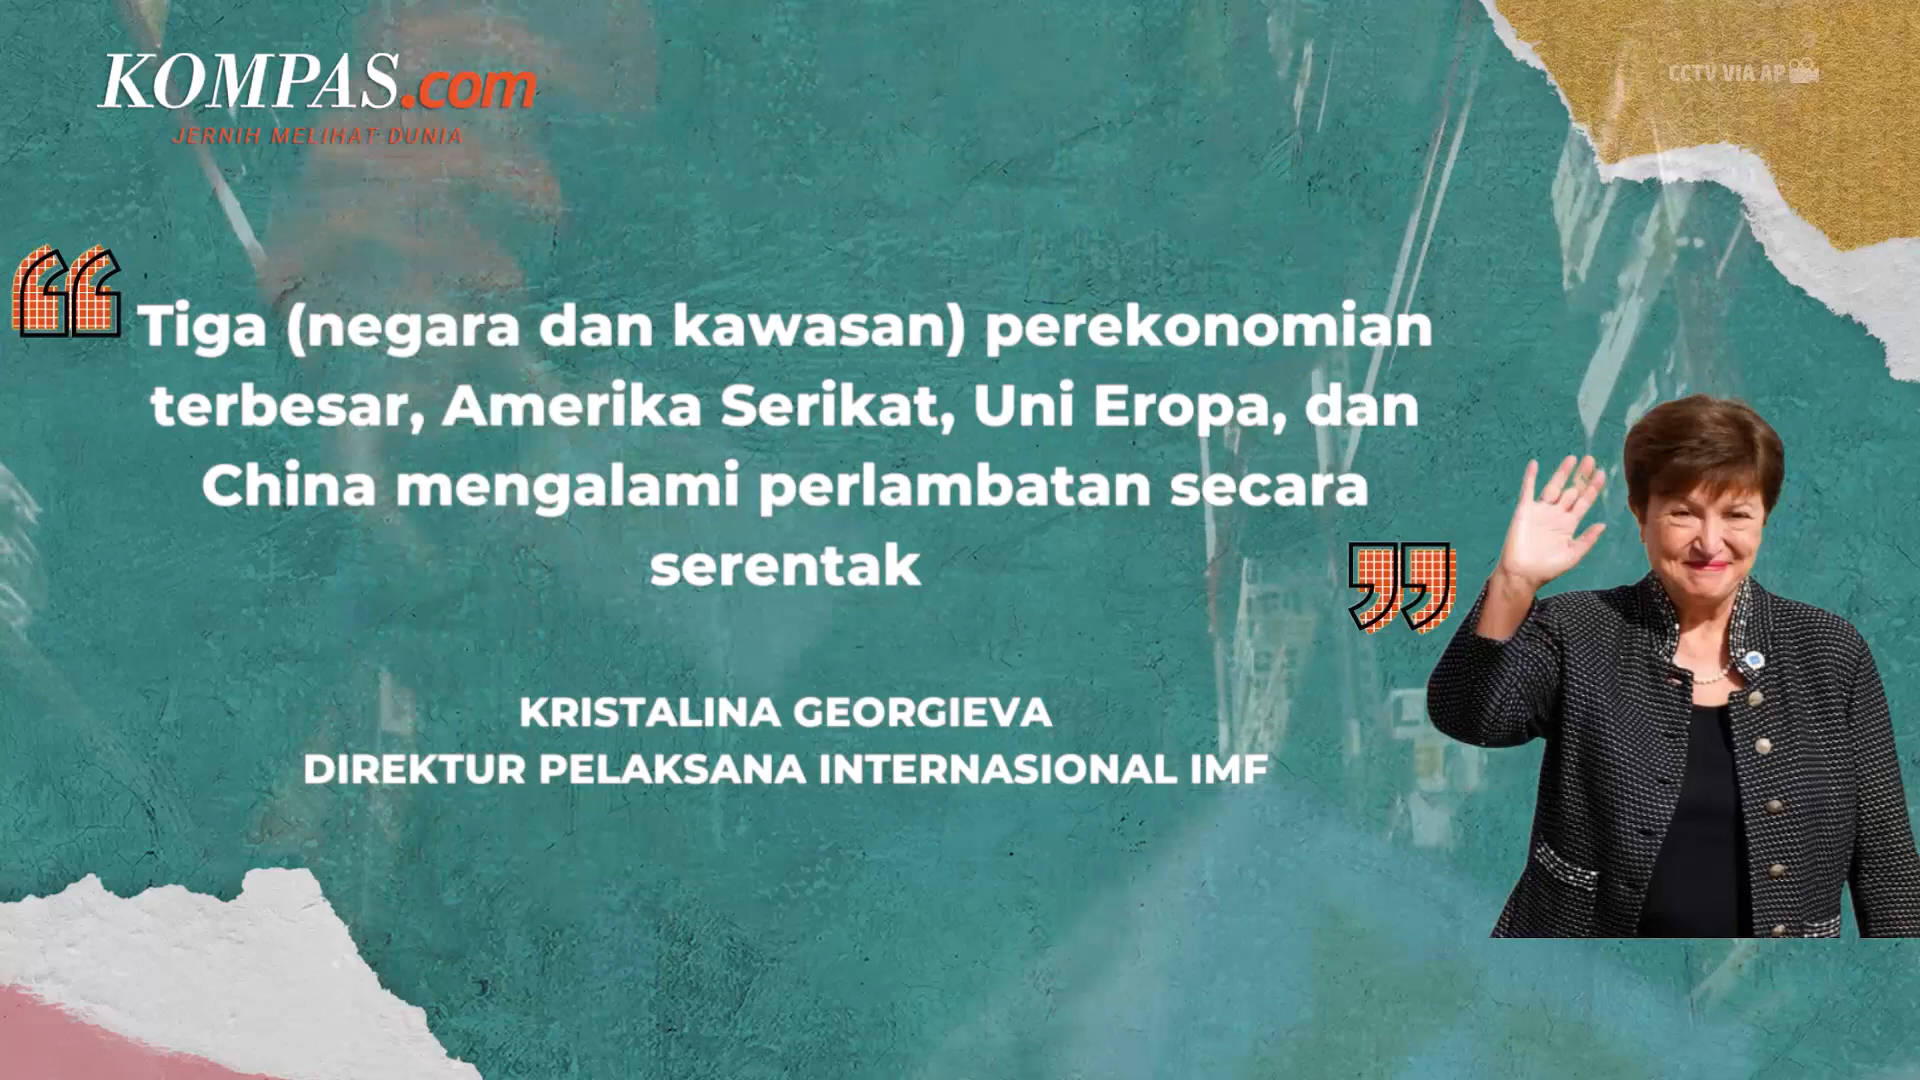 KOMPAS.com
JERNIH MELIHAT DUNIA
CCTV VIA AP
Tiga (negara dan kawasan) perekonomian
terbesar, Amerika Serikat, Uni Eropa, dan
China mengalami perlambatan secara
serentak
KRISTALINA GEORGIEVA
DIREKTUR PELAKSANA INTERNASIONAL IMF